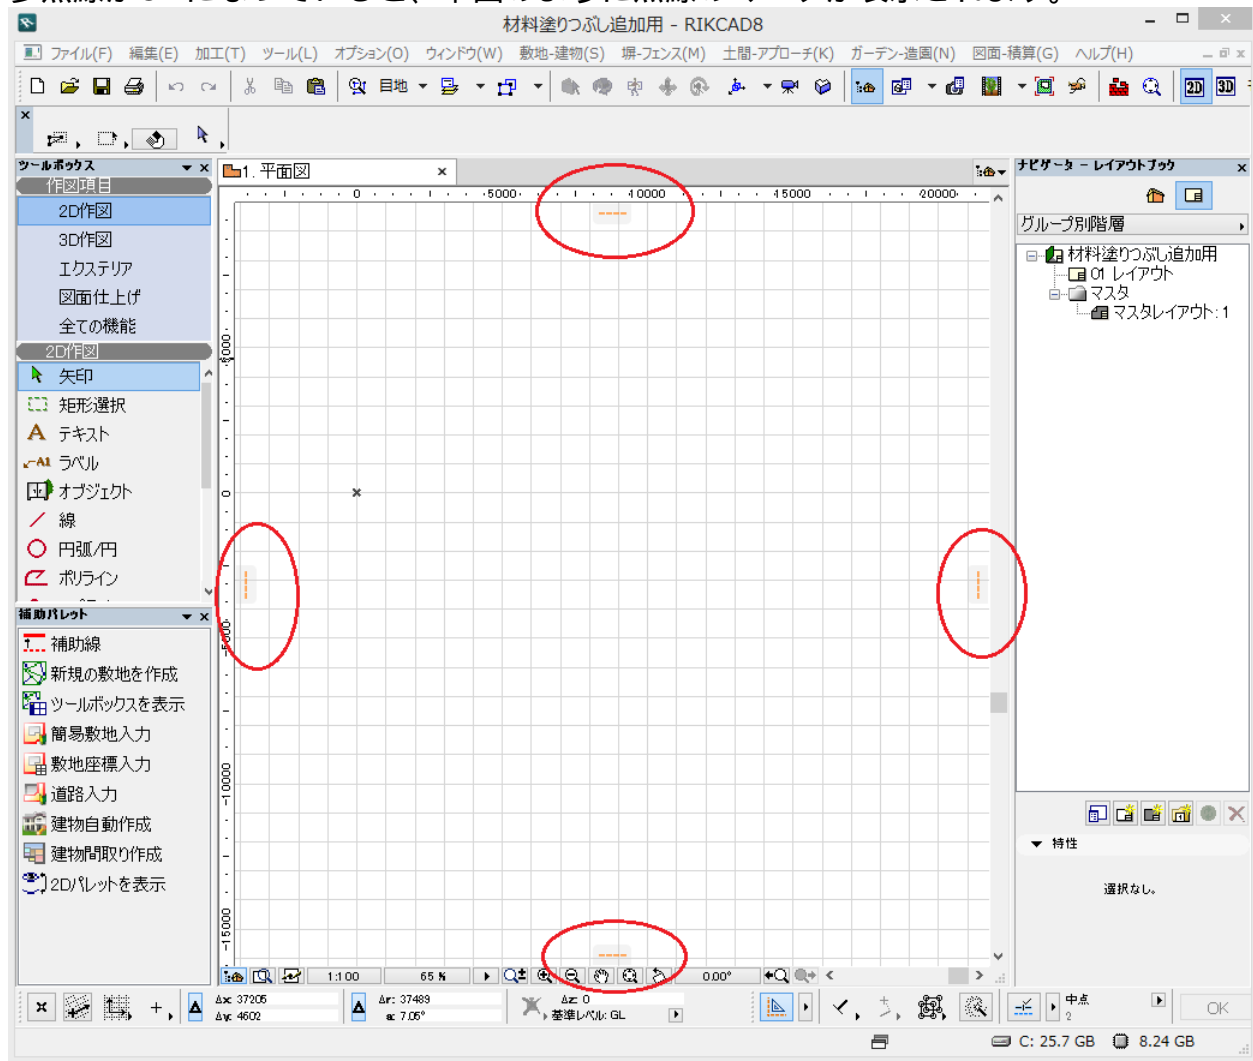 材料塗りつぶし追加用 - RIKCAD8
ファイル(F) 編集(E) 加工(T) ツール(L) オプション(O) ウィンドウ(W) 敷地-建物(S) 塀-フェンス(M) 土間-アプローチ(K) ガーデン-造園(N) 図面-積算(G) ヘルプ(H)
目地
2D 3D
ツールボックス
作図項目
2D作図
3D作図
エクステリア
図面仕上げ
全ての機能
2D作図
矢印
矩形選択
A テキスト
A1 ラベル
オブジェクト
線
円弧/円
ポリライン
補助パレット
補助線
新規の敷地を作成
ツールボックスを表示
簡易敷地入力
敷地座標入力
道路入力
建物自動作成
建物間取り作成
2Dパレットを表示
1. 平面図
0 5000 10000 15000 20000
5000
0
-5000
-10000
-15000
1:100 65 % 0.00°
ナビゲータ - レイアウトブック
グループ別階層
材料塗りつぶし追加用
01 レイアウト
マスタ
マスタレイアウト: 1
特性
選択なし。
Δx: 37205
Δy: 4602
Δr: 37489
a: 7.05°
Δz: 0
基準レベル: GL
中点
2
OK
C: 25.7 GB 8.24 GB